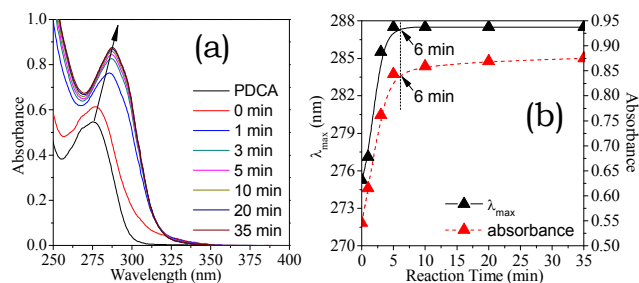 (a)
PDCA
0 min
1 min
3 min
5 min
10 min
20 min
35 min
Absorbance
1.0
0.8
0.6
0.4
0.2
0.0
250 275 300 325 350 375 400
Wavelength (nm)
(b)
6 min
6 min
λmax
absorbance
λmax (nm)
288
285
282
279
276
273
270
0.95
0.90
0.85
0.80
0.75
0.70
0.65
0.60
0.55
0.50
Absorbance
0 5 10 15 20 25 30 35
Reaction Time (min)